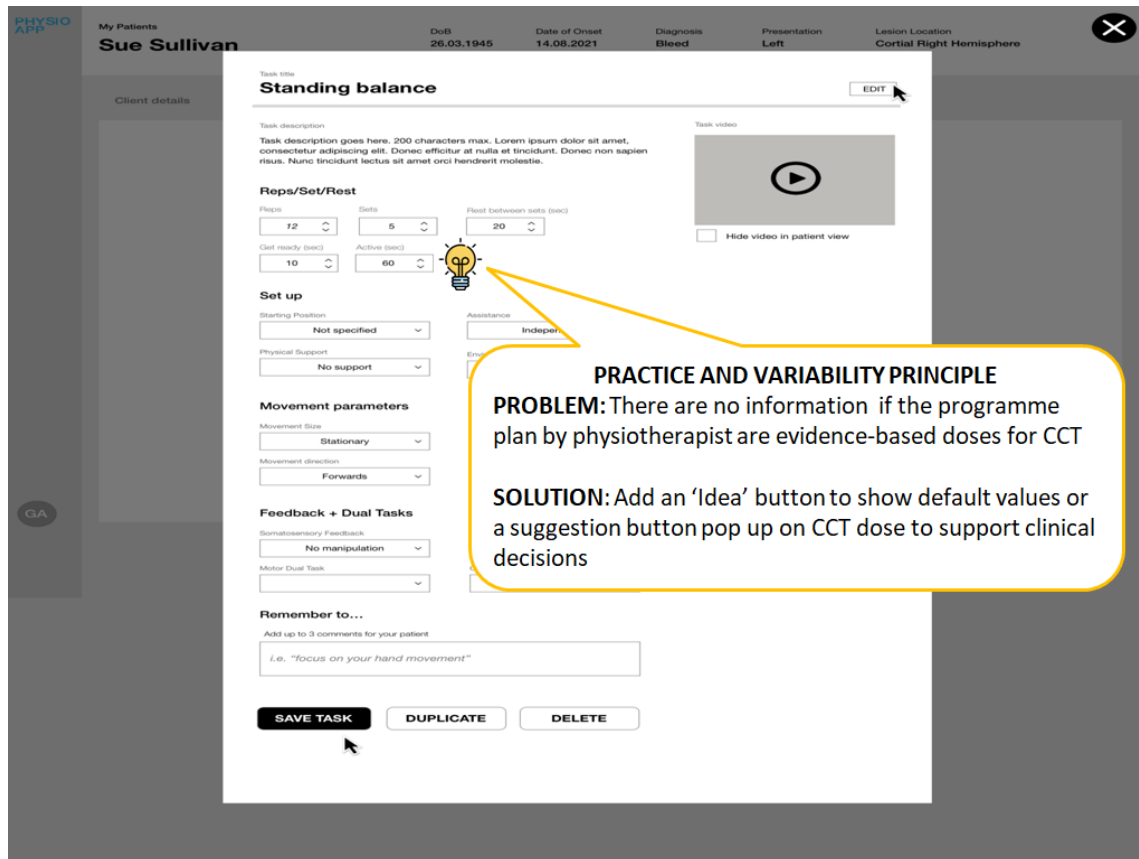 PHYSIO
APP
My Patients
Sue Sullivan
DoB
26.03.1945
Date of Onset
14.08.2021
Diagnosis
Bleed
Presentation
Left
Lesion Location
Cortial Right Hemisphere
Client details
Task title
Standing balance
EDIT
Task description
Task description goes here. 200 characters max. Lorem ipsum dolor sit amet,
consectetur adipiscing elit. Donec efficitur at nulla et tincidunt. Donec non sapien
risus. Nunc tincidunt lectus sit amet orci hendrerit molestie.
Task video
Hide video in patient view
Reps/Set/Rest
Reps
Sets
Rest between sets (sec)
12
5
20
Get ready (sec)
Active (sec)
10
60
Set up
Starting Position
Assistance
Not specified
Physical Support
No support
Movement parameters
Movement Size
Stationary
Movement direction
Forwards
Feedback + Dual Tasks
Somatosensory Feedback
No manipulation
Motor Dual Task
PRACTICE AND VARIABILITY PRINCIPLE
PROBLEM: There are no information if the programme
plan by physiotherapist are evidence-based doses for CCT
SOLUTION: Add an ‘Idea’ button to show default values or
a suggestion button pop up on CCT dose to support clinical
decisions
GA
Remember to...
Add up to 3 comments for your patient
i.e. "focus on your hand movement"
SAVE TASK
DUPLICATE
DELETE